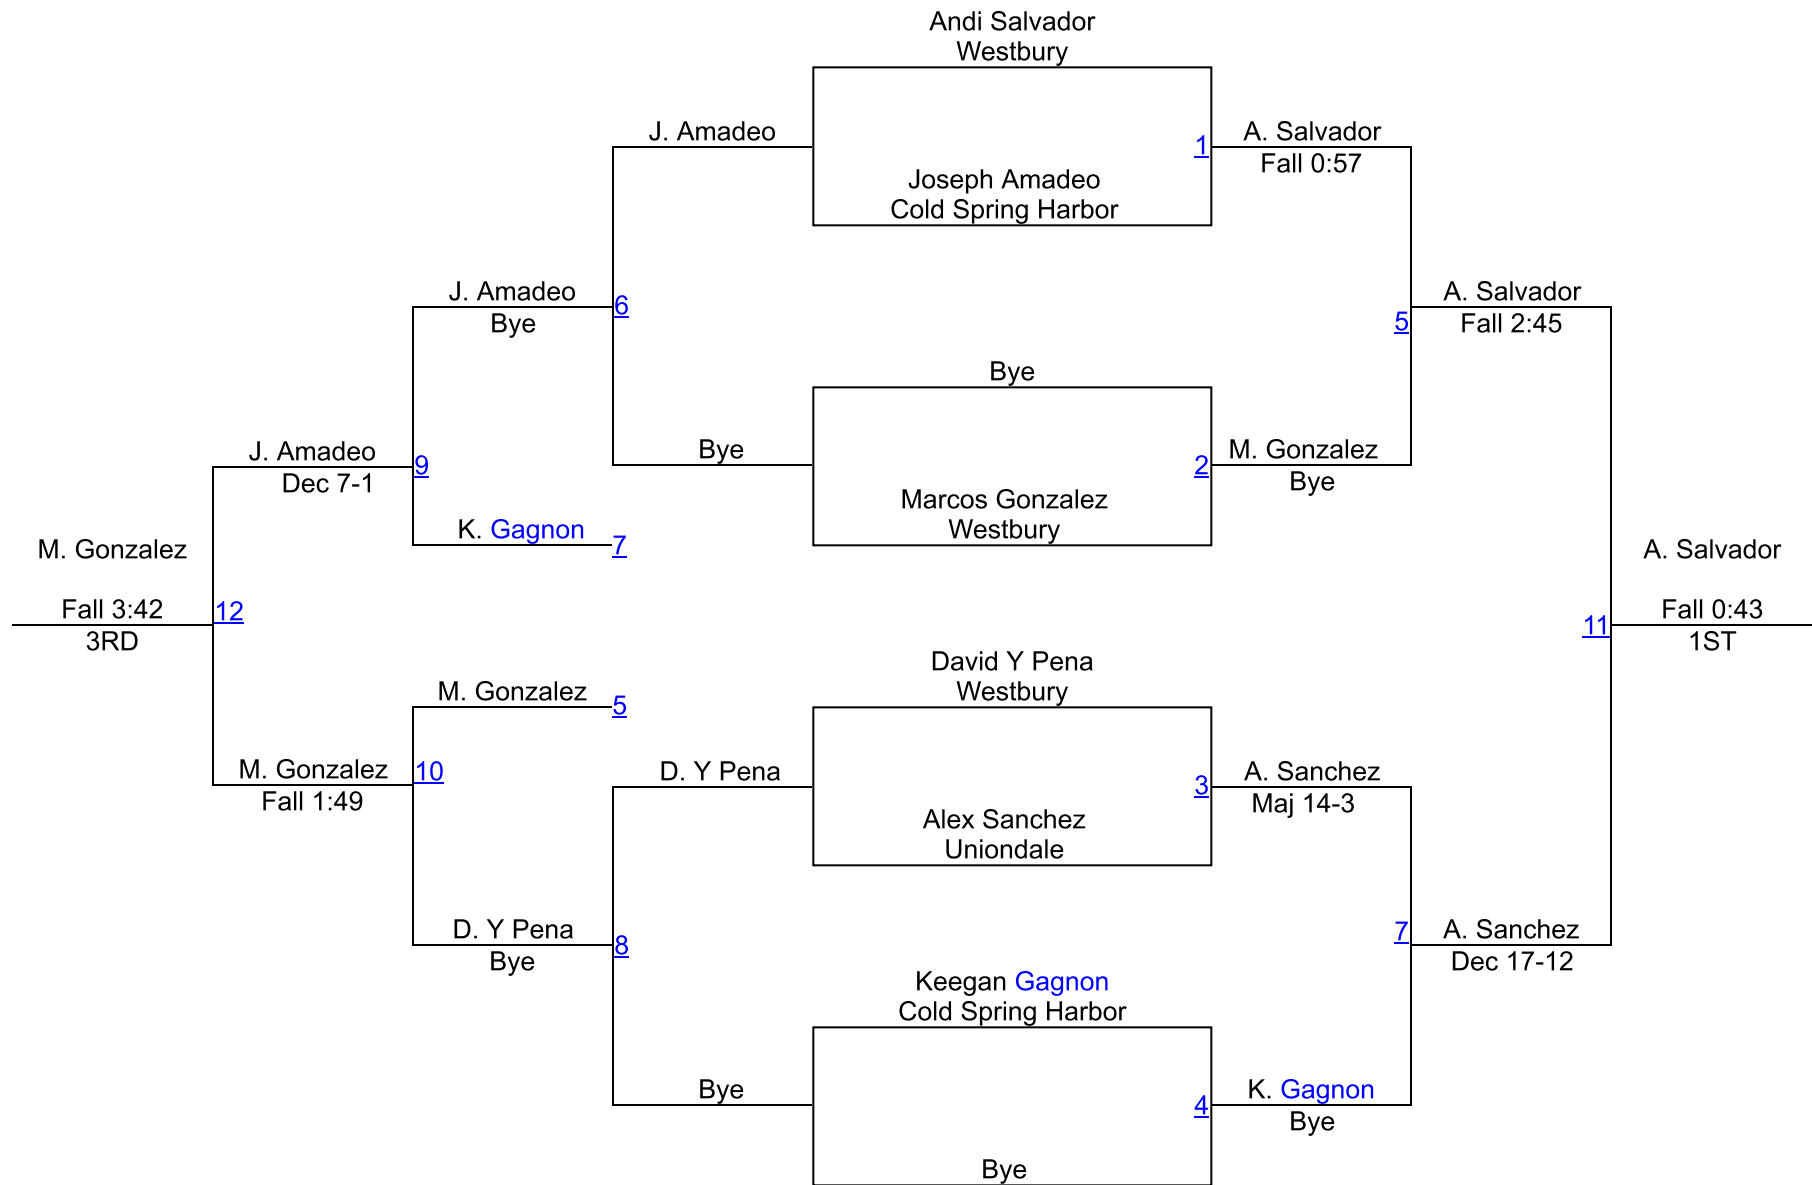 Andi Salvador
Westbury
J. Amadeo
1
A. Salvador
Fall 0:57
Joseph Amadeo
Cold Spring Harbor
J. Amadeo
Bye
6
A. Salvador
Fall 2:45
5
Bye
J. Amadeo
Dec 7-1
9
Bye
2
M. Gonzalez
Bye
Marcos Gonzalez
Westbury
K. Gagnon
7
M. Gonzalez
Fall 3:42
3RD
12
A. Salvador
Fall 0:43
1ST
11
David Y Pena
Westbury
M. Gonzalez
5
M. Gonzalez
Fall 1:49
10
D. Y Pena
3
A. Sanchez
Maj 14-3
Alex Sanchez
Uniondale
D. Y Pena
Bye
8
7
A. Sanchez
Dec 17-12
Keegan Gagnon
Cold Spring Harbor
Bye
4
K. Gagnon
Bye
Bye